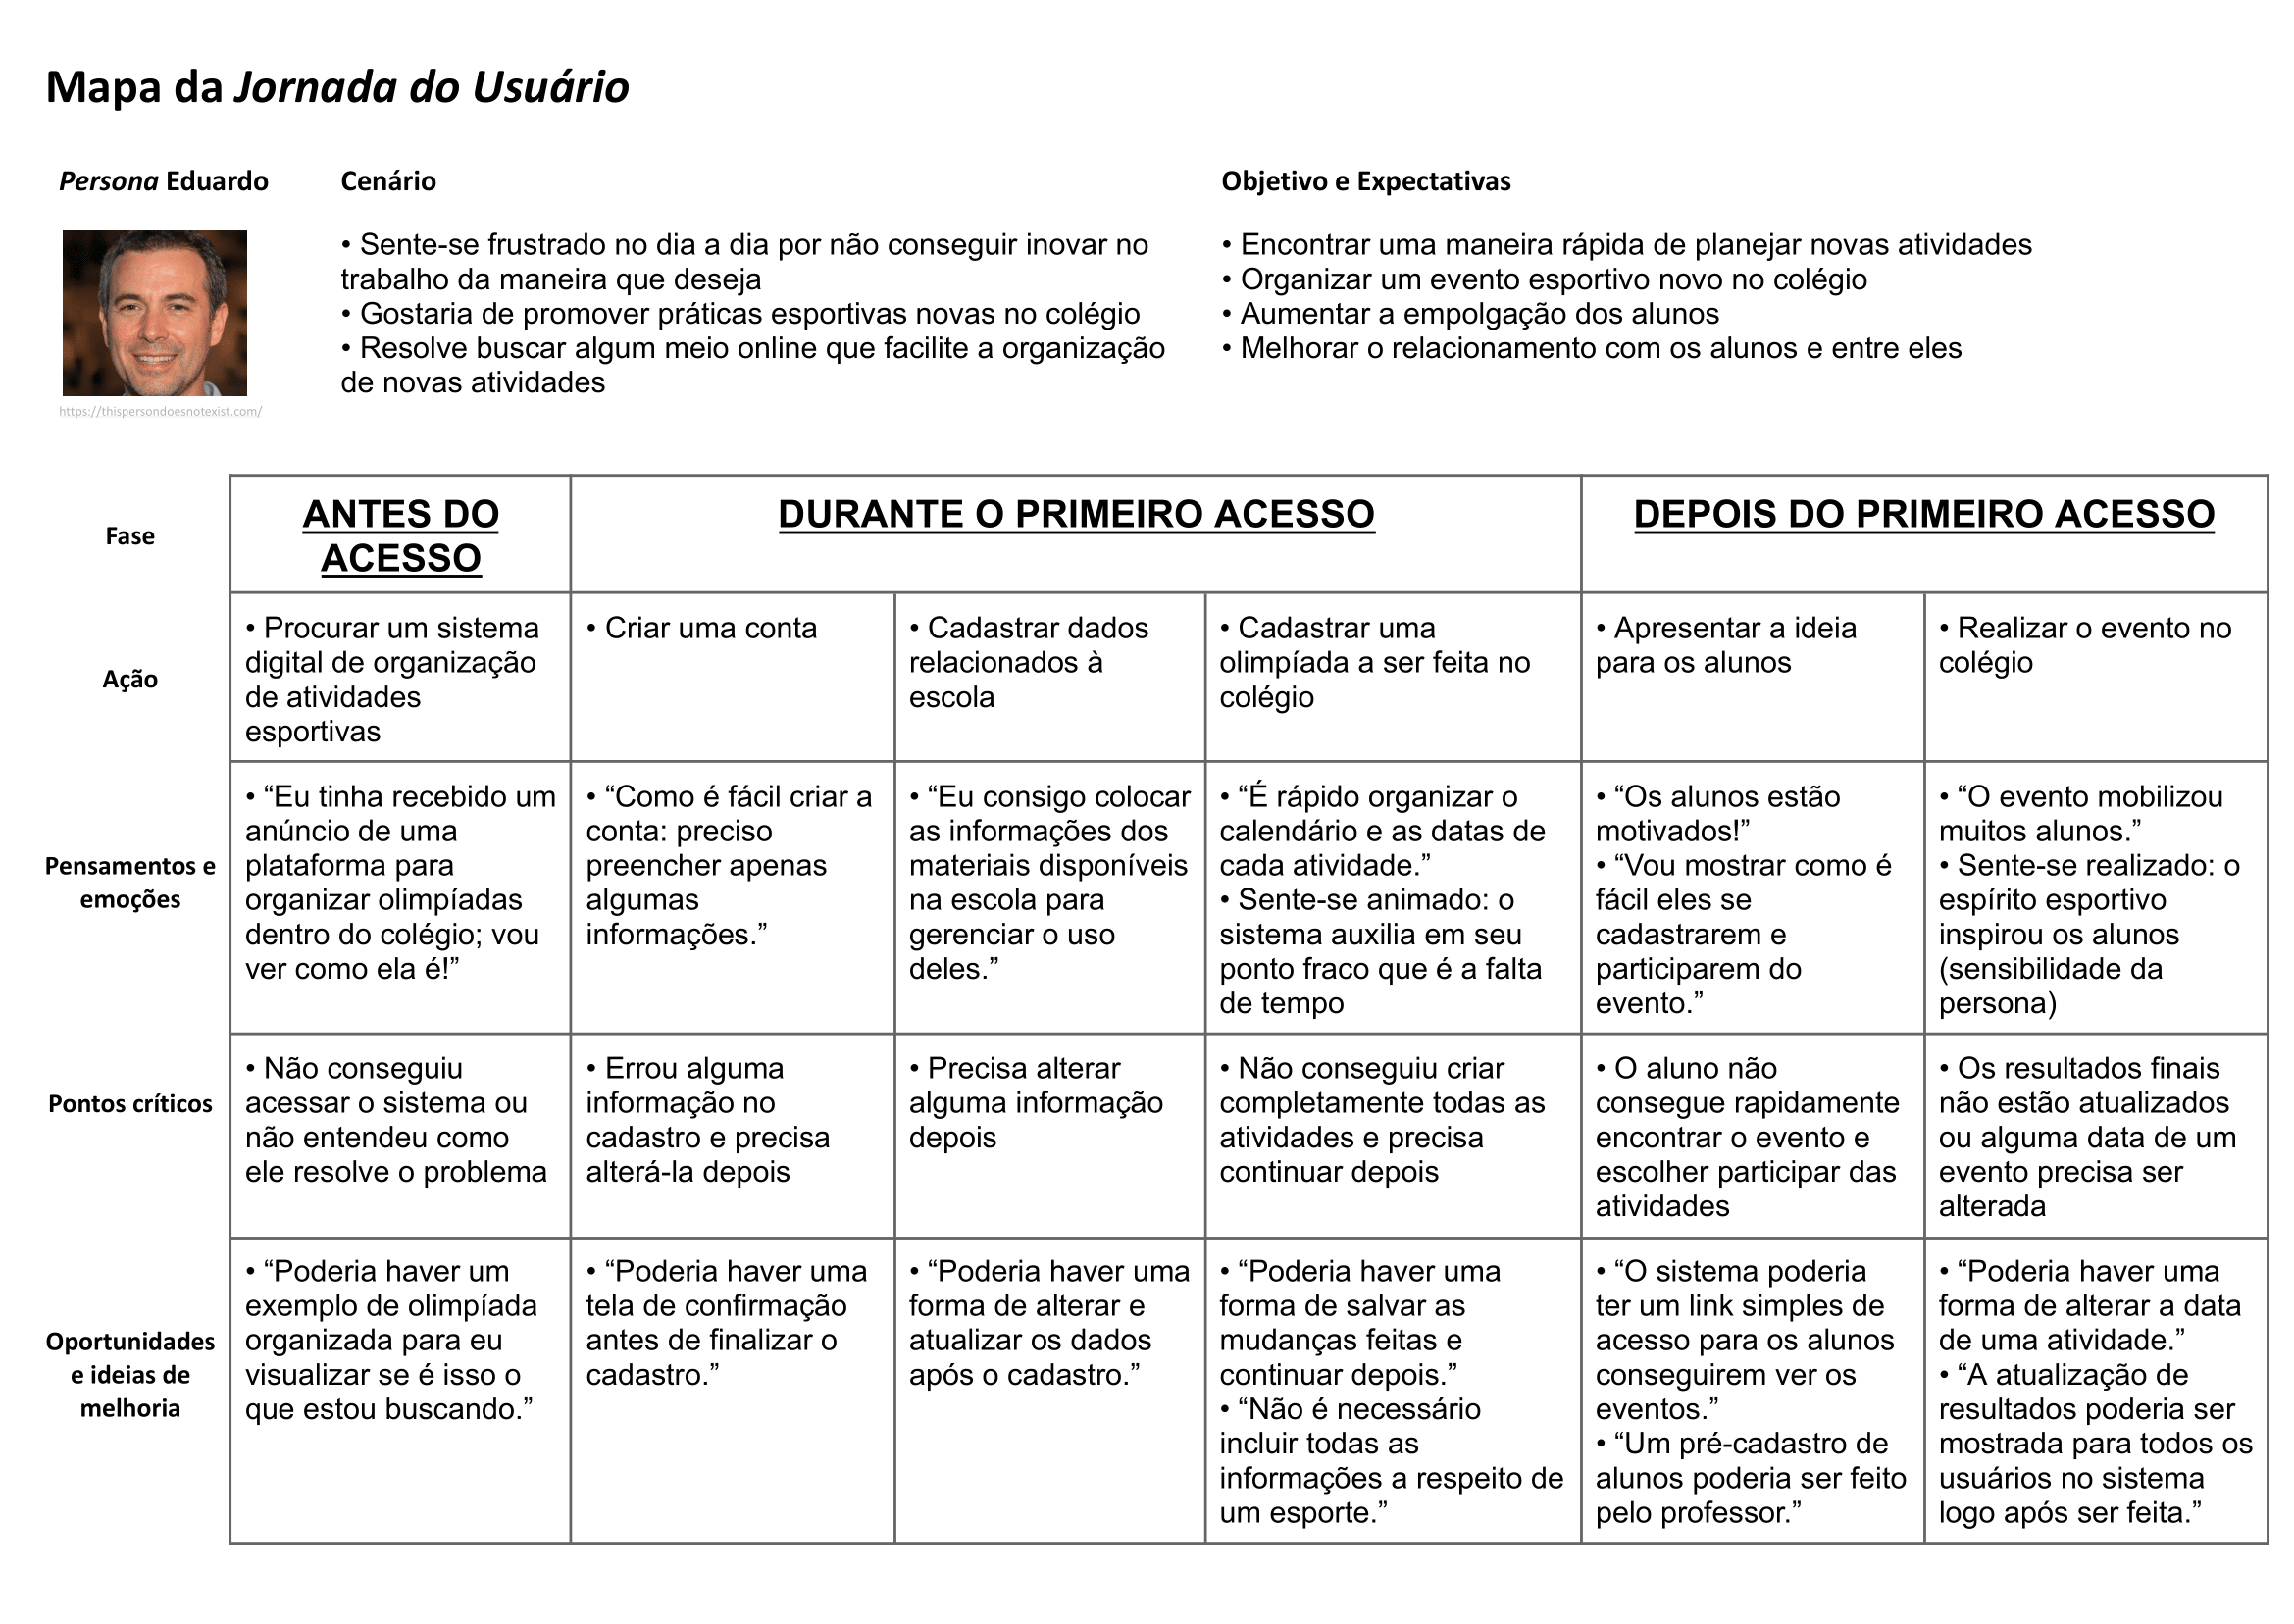 Mapa da Jornada do Usuário
Persona Eduardo
https://thispersondoesnotexist.com/
Cenário
• Sente-se frustrado no dia a dia por não conseguir inovar no
trabalho da maneira que deseja
• Gostaria de promover práticas esportivas novas no colégio
• Resolve buscar algum meio online que facilite a organização
de novas atividades
Objetivo e Expectativas
• Encontrar uma maneira rápida de planejar novas atividades
• Organizar um evento esportivo novo no colégio
• Aumentar a empolgação dos alunos
• Melhorar o relacionamento com os alunos e entre eles
Fase
ANTES DO
ACESSO
DURANTE O PRIMEIRO ACESSO
DEPOIS DO PRIMEIRO ACESSO
Ação
• Procurar um sistema
digital de organização
de atividades
esportivas
• Criar uma conta
• Cadastrar dados
relacionados à
escola
• Cadastrar uma
olimpíada a ser feita no
colégio
• Apresentar a ideia
para os alunos
• Realizar o evento no
colégio
Pensamentos e
emoções
• “Eu tinha recebido um
anúncio de uma
plataforma para
organizar olimpíadas
dentro do colégio; vou
ver como ela é!”
• “Como é fácil criar a
conta: preciso
preencher apenas
algumas
informações.”
• “Eu consigo colocar
as informações dos
materiais disponíveis
na escola para
gerenciar o uso
deles.”
• “É rápido organizar o
calendário e as datas de
cada atividade.”
• Sente-se animado: o
sistema auxilia em seu
ponto fraco que é a falta
de tempo
• “Os alunos estão
motivados!”
• “Vou mostrar como é
fácil eles se
cadastrarem e
participarem do
evento.”
• “O evento mobilizou
muitos alunos.”
• Sente-se realizado: o
espírito esportivo
inspirou os alunos
(sensibilidade da
persona)
Pontos críticos
• Não conseguiu
acessar o sistema ou
não entendeu como
ele resolve o problema
• Errou alguma
informação no
cadastro e precisa
alterá-la depois
• Precisa alterar
alguma informação
depois
• Não conseguiu criar
completamente todas as
atividades e precisa
continuar depois
• O aluno não
consegue rapidamente
encontrar o evento e
escolher participar das
atividades
• Os resultados finais
não estão atualizados
ou alguma data de um
evento precisa ser
alterada
Oportunidades
e ideias de
melhoria
• “Poderia haver um
exemplo de olimpíada
organizada para eu
visualizar se é isso o
que estou buscando.”
• “Poderia haver uma
tela de confirmação
antes de finalizar o
cadastro.”
• “Poderia haver uma
forma de alterar e
atualizar os dados
após o cadastro.”
• “Poderia haver uma
forma de salvar as
mudanças feitas e
continuar depois.”
• “Não é necessário
incluir todas as
informações a respeito de
um esporte.”
• “O sistema poderia
ter um link simples de
acesso para os alunos
conseguirem ver os
eventos.”
• “Um pré-cadastro de
alunos poderia ser feito
pelo professor.”
• “Poderia haver uma
forma de alterar a data
de uma atividade.”
• “A atualização de
resultados poderia ser
mostrada para todos os
usuários no sistema
logo após ser feita.”